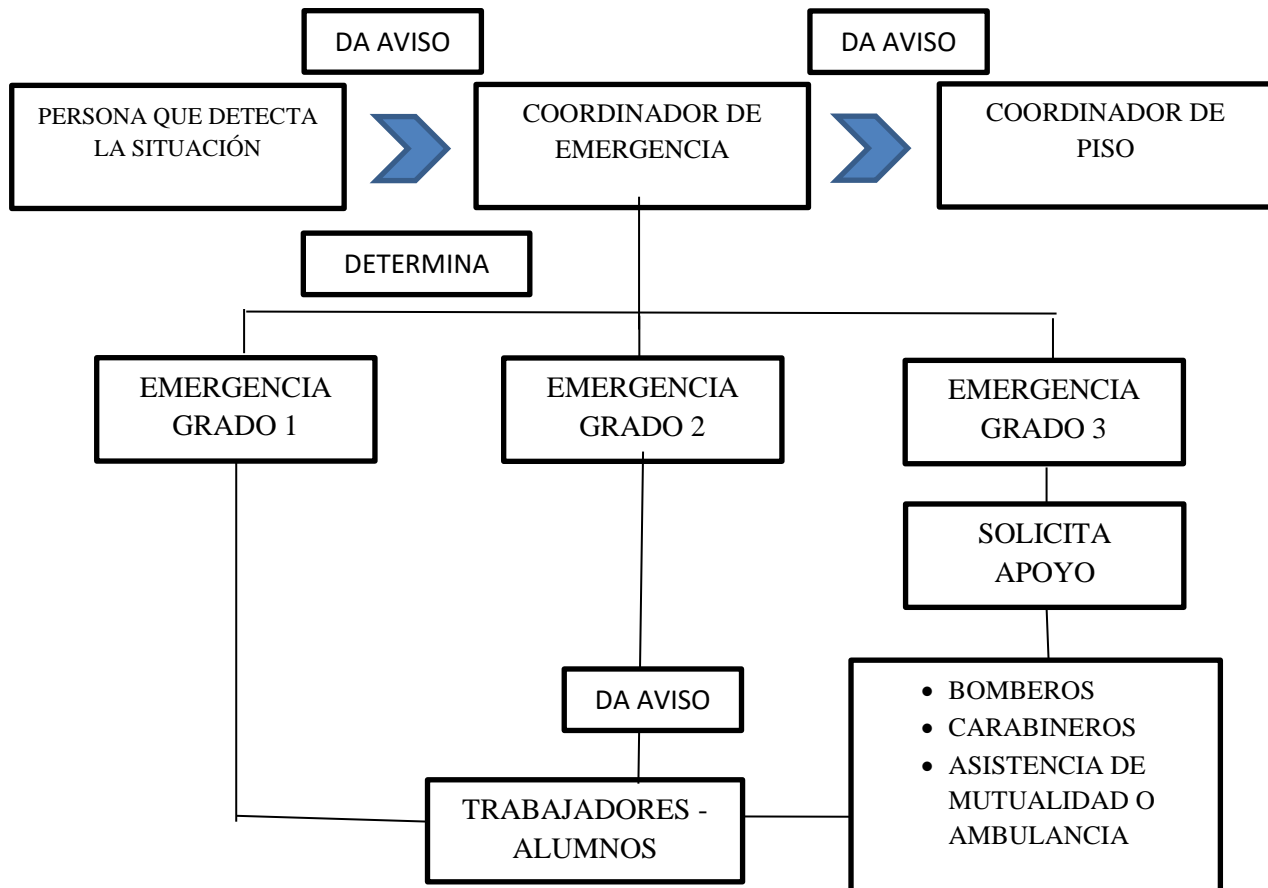 DA AVISO
DA AVISO
PERSONA QUE DETECTA
LA SITUACIÓN
COORDINADOR DE
EMERGENCIA
COORDINADOR DE
PISO
DETERMINA
EMERGENCIA
GRADO 1
EMERGENCIA
GRADO 2
EMERGENCIA
GRADO 3
SOLICITA
APOYO
DA AVISO
• BOMBEROS
• CARABINEROS
• ASISTENCIA DE
MUTUALIDAD O
AMBULANCIA
TRABAJADORES -
ALUMNOS